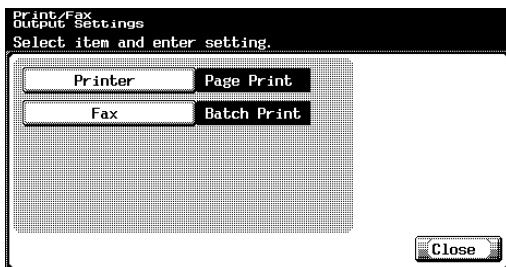 Print/Fax
Output Settings
Select item and enter setting.
Printer Page Print
Fax Batch Print
Close